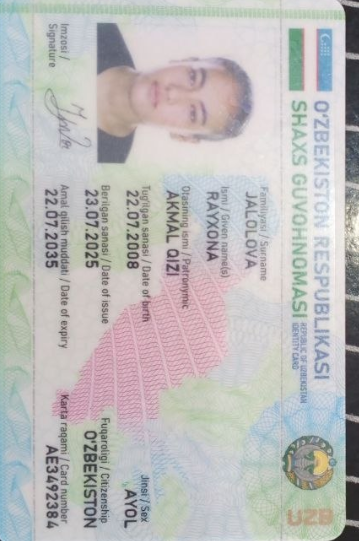 O'ZBEKISTON RESPUBLIKASI
SHAXS GUVOHNOMASI
REPUBLIC OF UZBEKISTAN
IDENTITY CARD
UZB
Familiyasi / Surname
JALOLOVA
Ismi / Given name(s)
RAYXONA
Otasining ismi / Patronymic
AKMAL QIZI
Tug'ilgan sanasi / Date of birth
22.07.2008
Jinsi / Sex
AYOL
Berilgan sanasi / Date of issue
23.07.2025
Fuqaroligi / Citizenship
O'ZBEKISTON
Amal qilish muddati / Date of expiry
22.07.2035
Karta raqami / Card number
AE3492384
Imzosi /
Signature